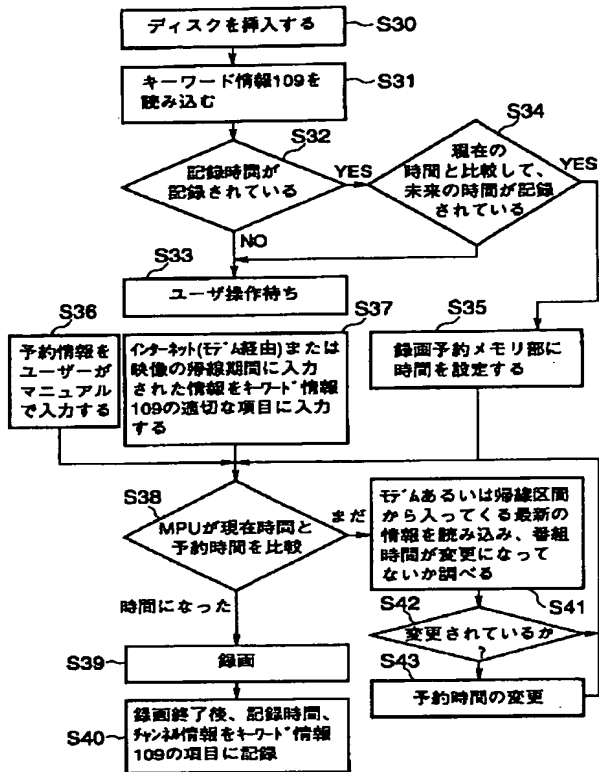 ディスクを挿入する
S30
キーワード情報109を
読み込む
S31
S32
記録時間が
記録されている
YES
NO
S34
現在の
時間と比較して、
未来の時間が記録
されている
YES
S33
ユーザ操作待ち
S36
予約情報を
ユーザーが
マニュアル
で入力する
S37
インターネット(モデム経由)または
映像の帰線期間に入力
された情報をキーワード情報
109の適切な項目に入力
する
S35
録画予約メモリ部に
時間を設定する
S38
MPUが現在時間と
予約時間を比較
まだ
時間になった
モデムあるいは帰線区間
から入ってくる最新の
情報を読み込み、番組
時間が変更になって
ないか調べる
S41
S42
変更されているか
?
S43
予約時間の変更
S39
録画
S40
録画終了後、記録時間、
チャンネル情報をキーワード情報
109の項目に記録